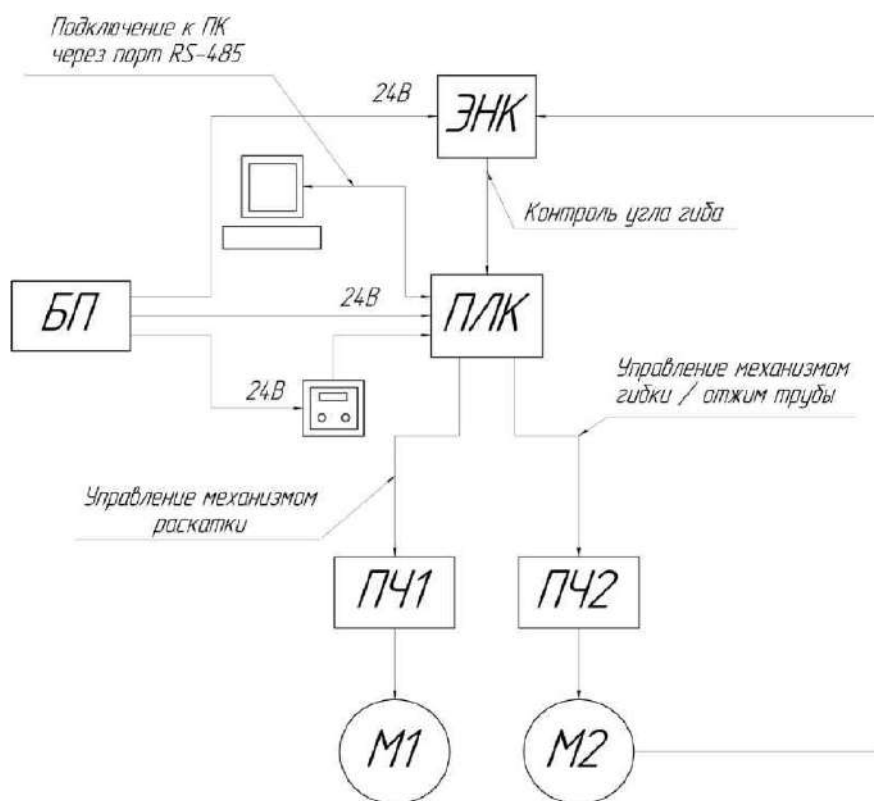 Подключение к ПК
через порт RS-485
24В
ЭНК
Контроль угла гиба
БП
24В
ПЛК
24В
Управление механизмом
гибки / отжим трубы
Управление механизмом
раскатки
ПЧ1
ПЧ2
М1
М2